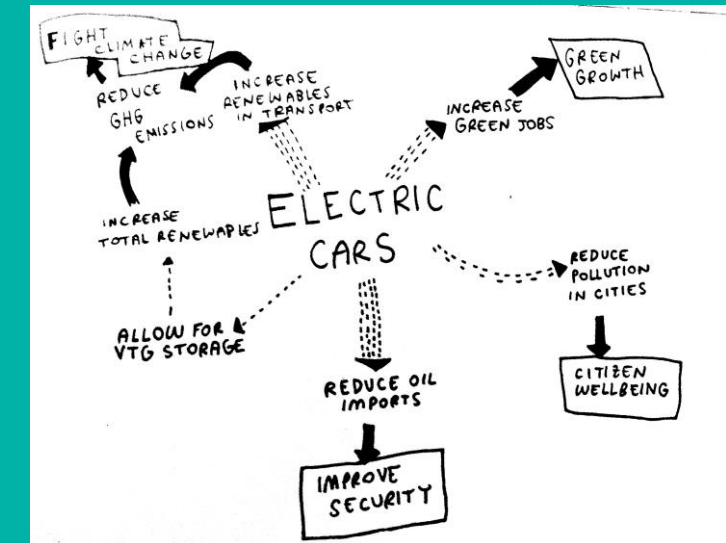 FIGHT
CLIMATE
CHANGE
REDUCE
GHG
EMISSIONS
INCREASE
RENEWABLES
IN TRANSPORT
INCREASE
GREEN JOBS
GREEN
GROWTH
INCREASE
TOTAL RENEWABLES
ELECTRIC
CARS
ALLOW FOR
VTG STORAGE
REDUCE
POLLUTION
IN CITIES
REDUCE OIL
IMPORTS
CITIZEN
WELLBEING
IMPROVE
SECURITY